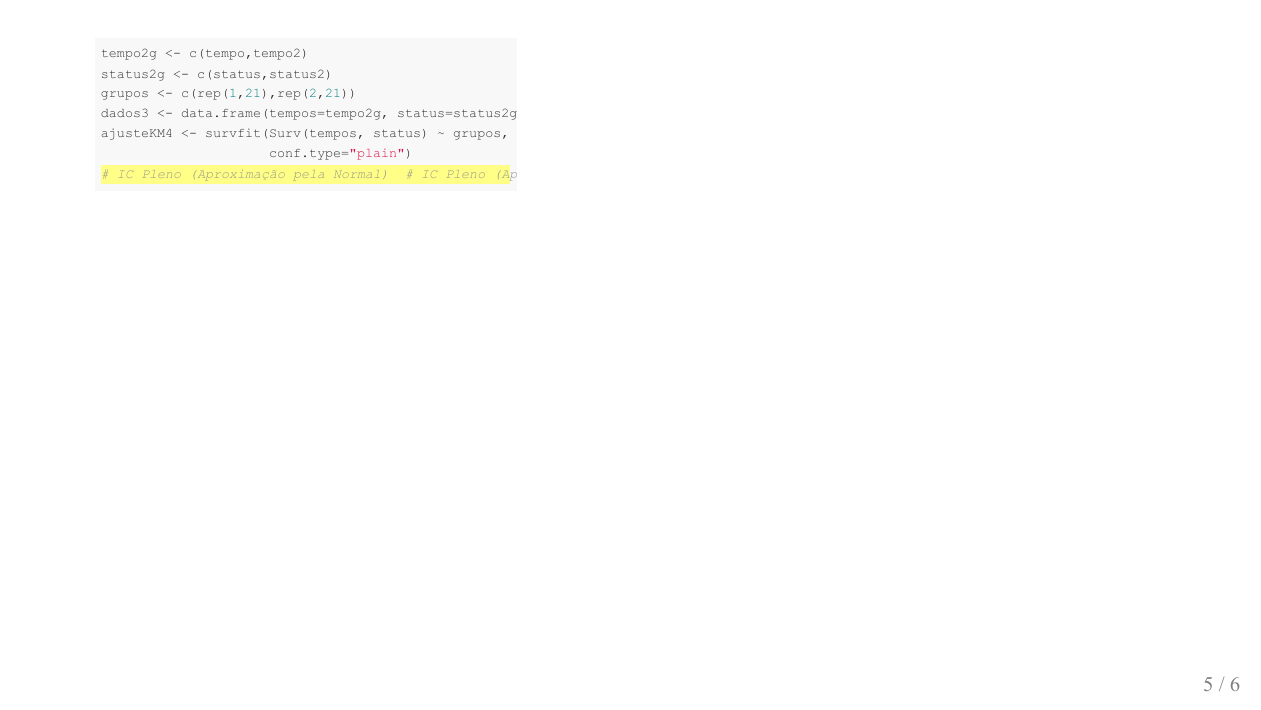 tempo2g <- c(tempo,tempo2)
status2g <- c(status,status2)
grupos <- c(rep(1,21),rep(2,21))
dados3 <- data.frame(tempos=tempo2g, status=status2g
ajusteKM4 <- survfit(Surv(tempos, status) ~ grupos,
conf.type="plain")
# IC Pleno (Aproximação pela Normal)  # IC Pleno (Ap
5 / 6